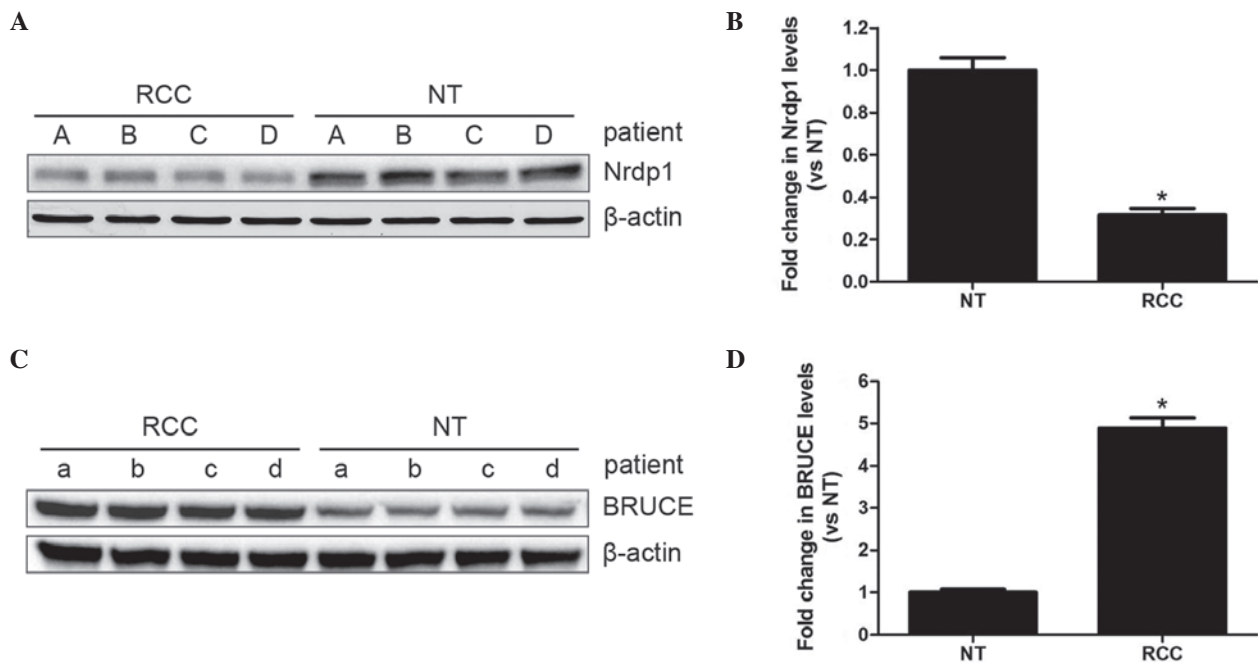 A
RCC NT
A B C D A B C D patient
Nrdp1
β-actin
B
Fold change in Nrdp1 levels
(vs NT)
1.2
1.0
0.8
0.6
0.4
0.2
0.0
*
NT RCC
C
RCC NT
a b c d a b c d patient
BRUCE
β-actin
D
Fold change in BRUCE levels
(vs NT)
6
5
4
3
2
1
0
*
NT RCC